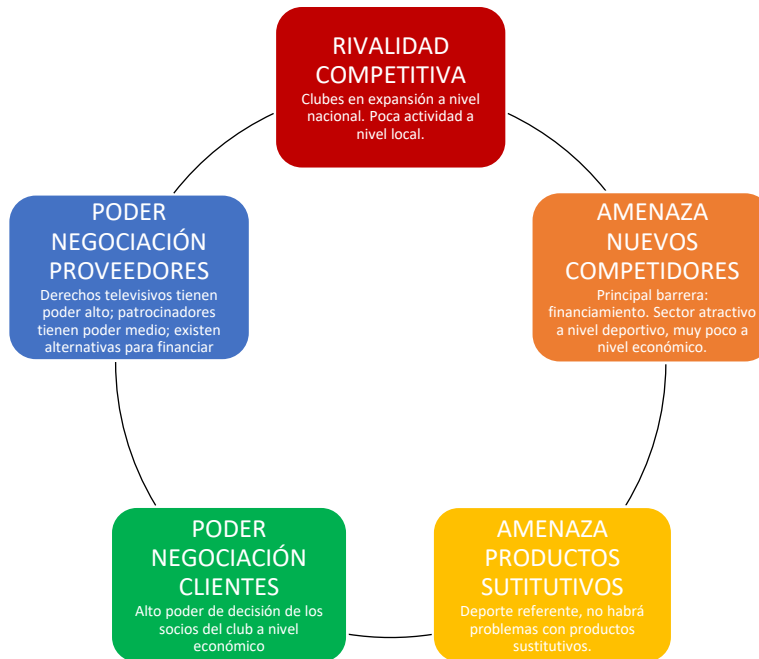 RIVALIDAD
COMPETITIVA
Clubes en expansión a nivel
nacional. Poca actividad a
nivel local.
PODER
NEGOCIACIÓN
PROVEEDORES
Derechos televisivos tienen
poder alto; patrocinadores
tienen poder medio; existen
alternativas para financiar
AMENAZA
NUEVOS
COMPETIDORES
Principal barrera:
financiamiento. Sector atractivo
a nivel deportivo, muy poco a
nivel económico.
PODER
NEGOCIACIÓN
CLIENTES
Alto poder de decisión de los
socios del club a nivel
económico
AMENAZA
PRODUCTOS
SUTITUTIVOS
Deporte referente, no habrá
problemas con productos
sustitutivos.